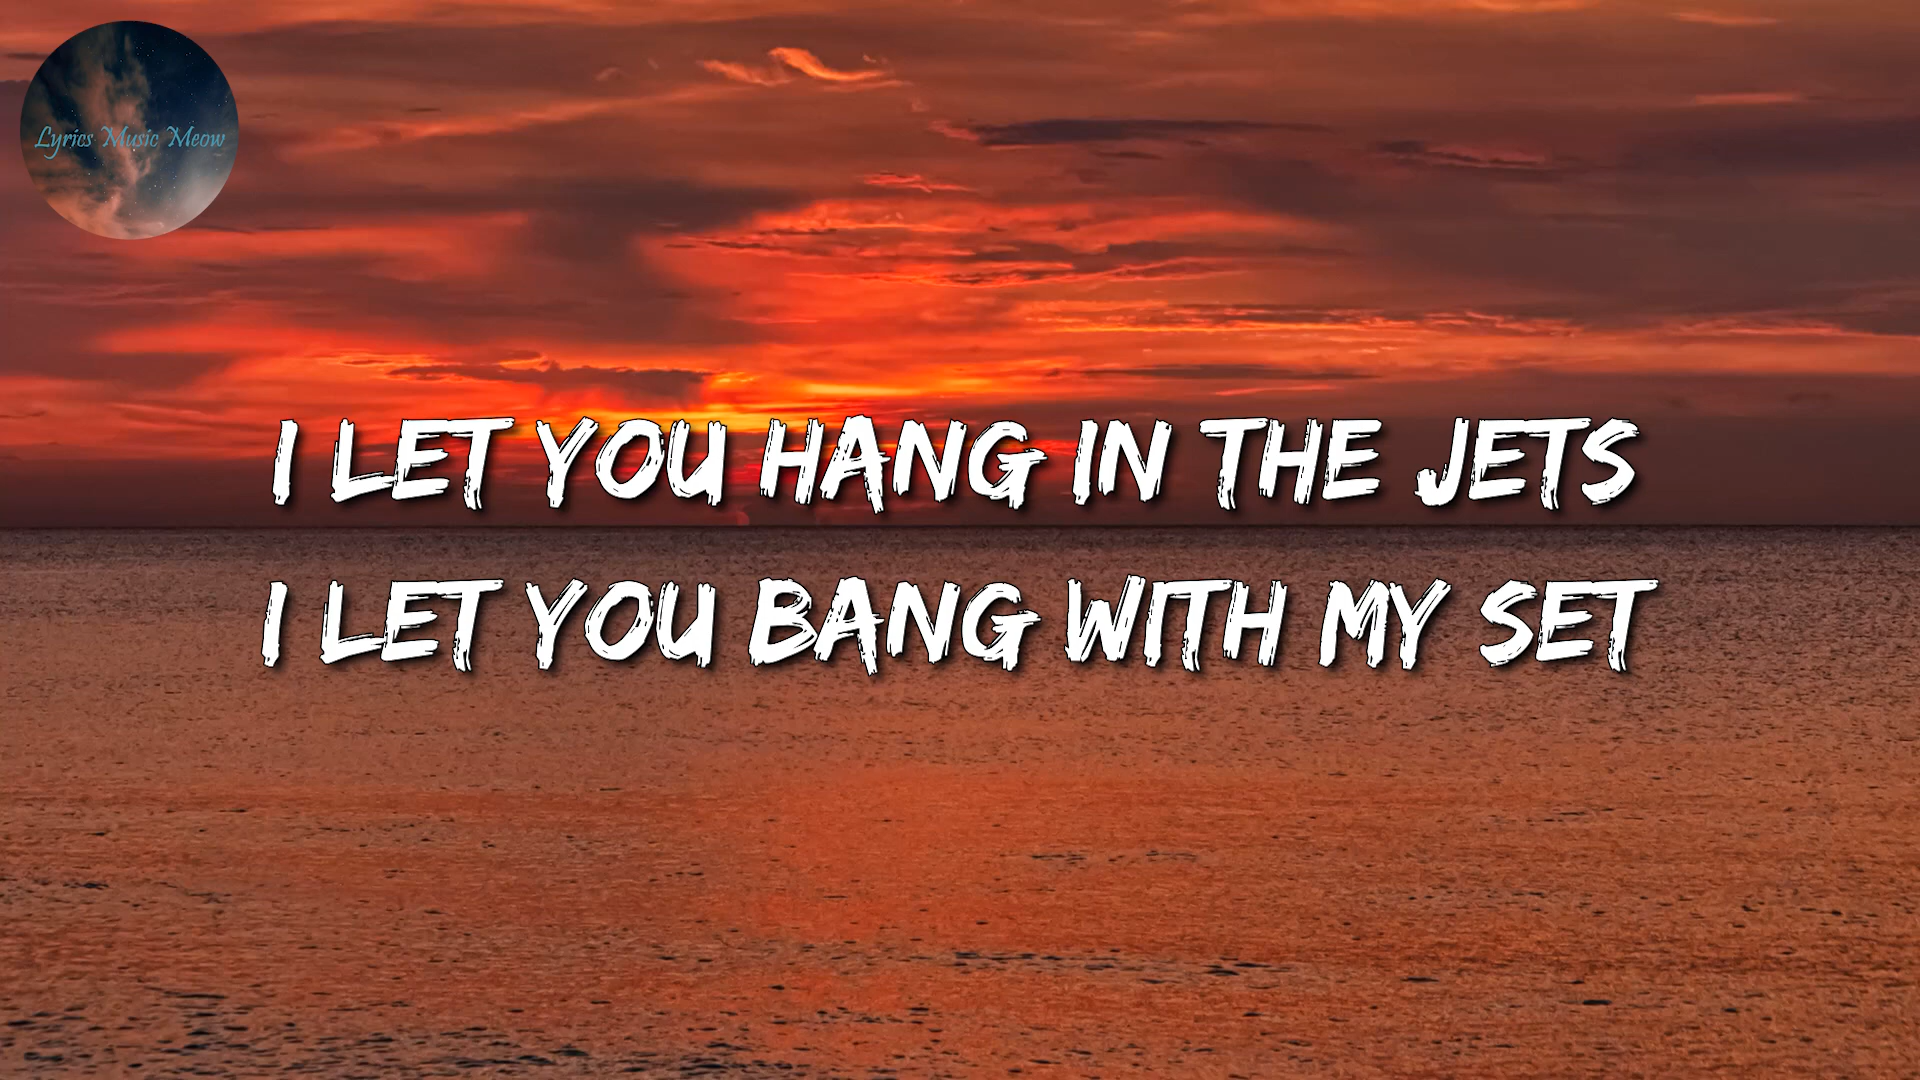 Lyrics Music Meow
I LET YOU HANG IN THE JETS
I LET YOU BANG WITH MY SET